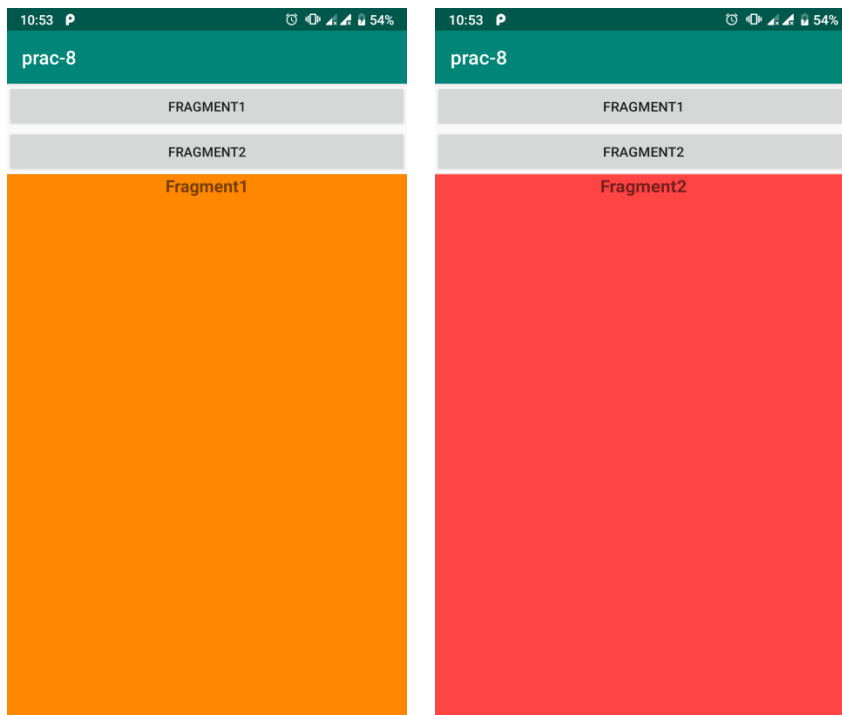 10:53 P 54%
prac-8
FRAGMENT1
FRAGMENT2
Fragment1
10:53 P 54%
prac-8
FRAGMENT1
FRAGMENT2
Fragment2